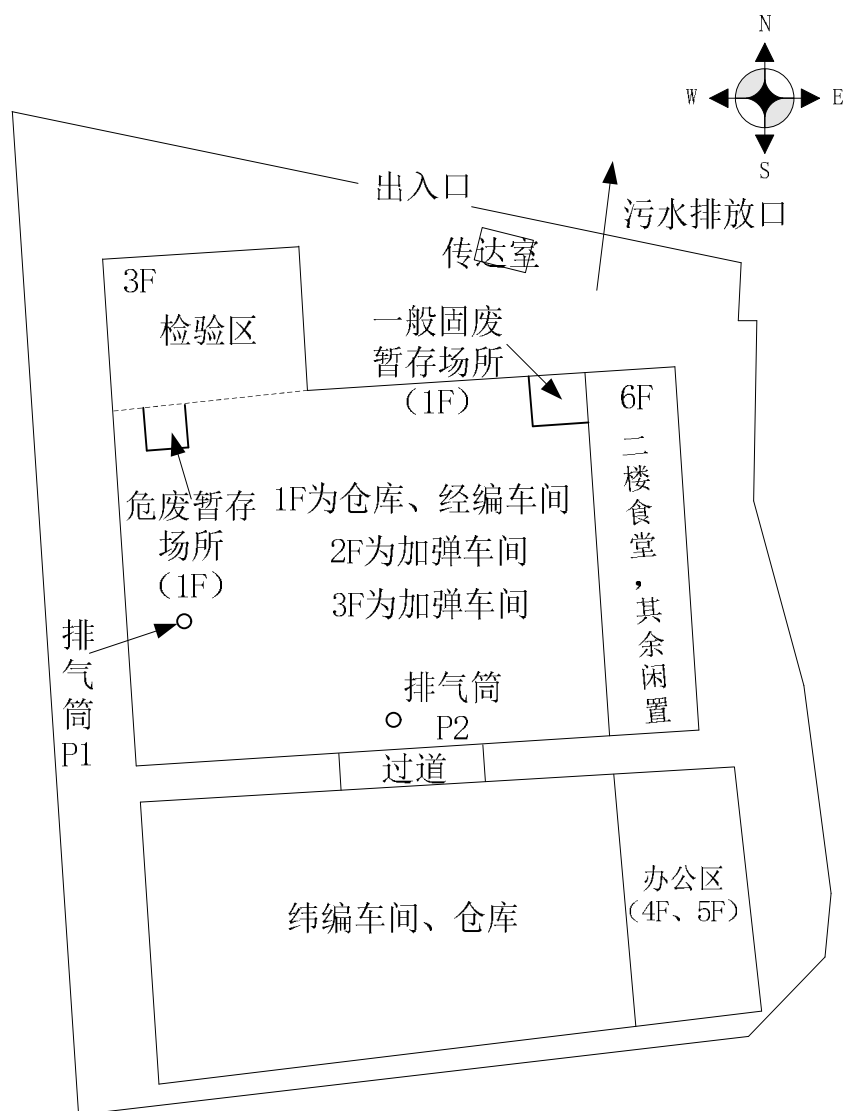 N
W
E
S
出入口
污水排放口
传达室
3F
检验区
一般固废
暂存场所
（1F）
6F
二楼食堂，其余闲置
危废暂存
场所
（1F）
1F为仓库、经编车间
2F为加弹车间
3F为加弹车间
排气筒P1
排气筒
P2
过道
纬编车间、仓库
办公区
（4F、5F）